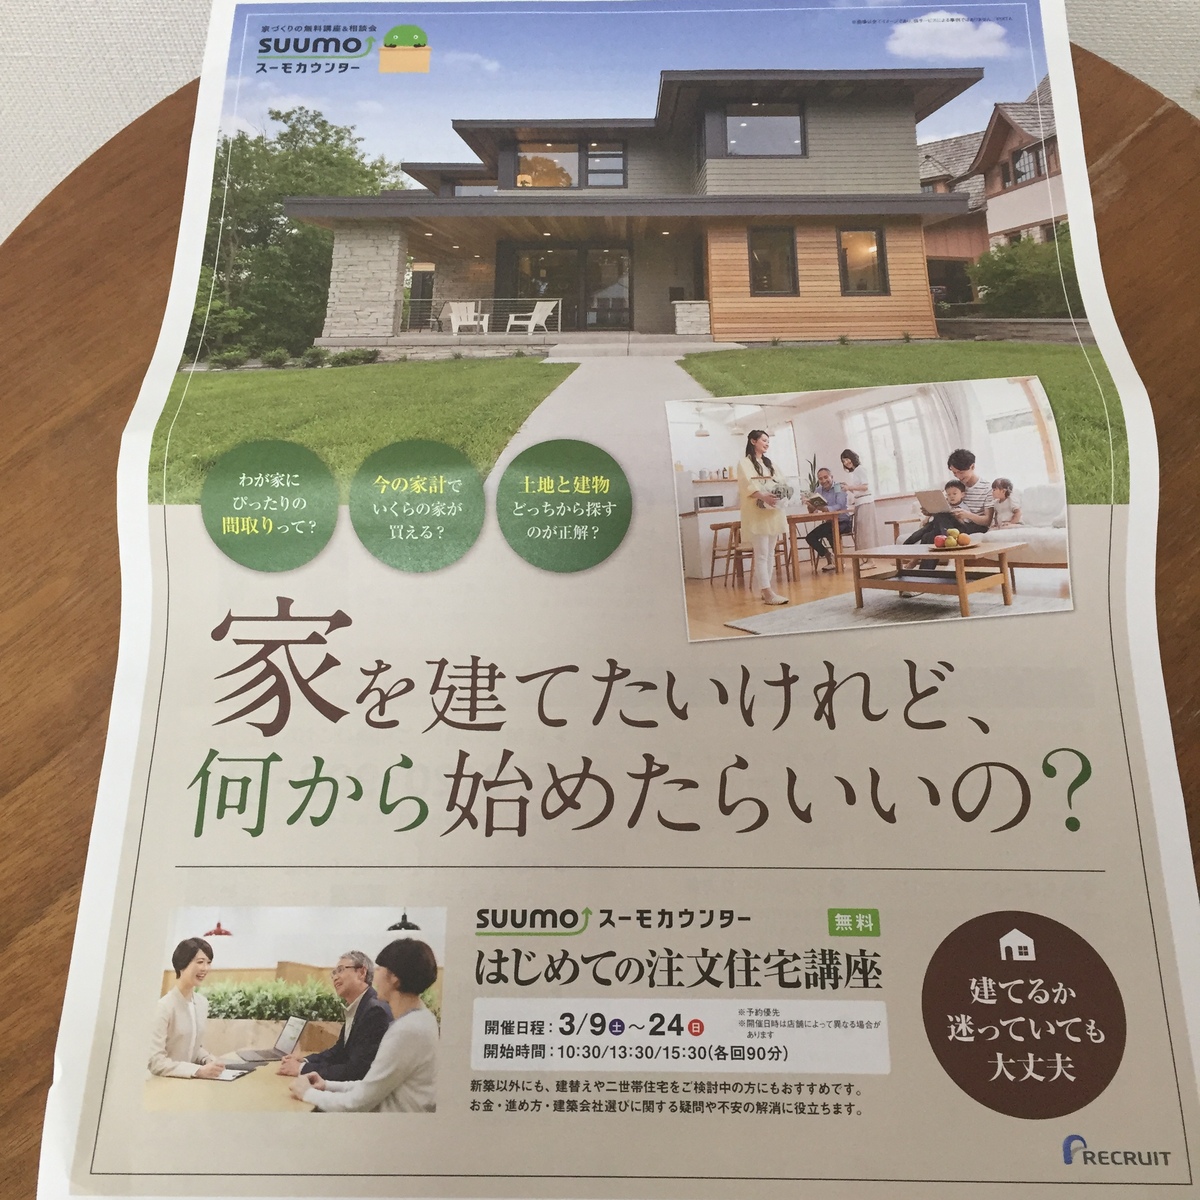 家づくりの無料講座&相談会
SUUMO
スーモカウンター
わが家に
ぴったりの
間取りって?
今の家計で
いくらの家が
買える?
土地と建物
どっちから探す
のが正解?
家を建てたいけれど、
何から始めたらいいの?
SUUMO スーモカウンター 無料
はじめての注文住宅講座
開催日程:3/9土~24日
※予約優先
※開催日時は店舗によって異なる場合が
あります
開始時間:10:30/13:30/15:30(各回90分)
新築以外にも、建替えや二世帯住宅をご検討中の方にもおすすめです。
お金・進め方・建築会社選びに関する疑問や不安の解消に役立ちます。
建てるか
迷っていても
大丈夫
RECRUIT